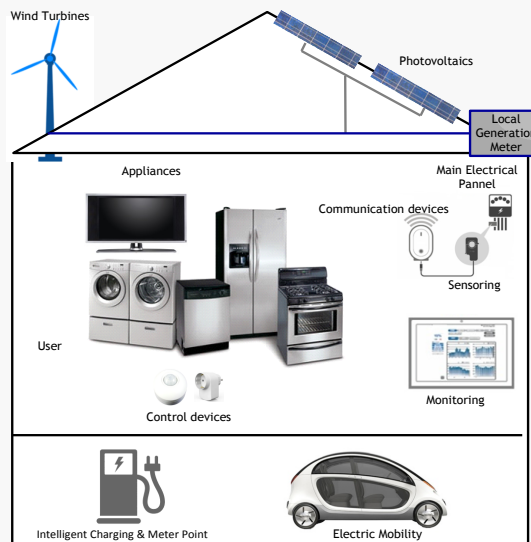 Wind Turbines
Photovoltaics
Local
Generation
Meter
Appliances
Main Electrical
Pannel
Communication devices
Sensoring
User
Monitoring
Control devices
Intelligent Charging & Meter Point
Electric Mobility